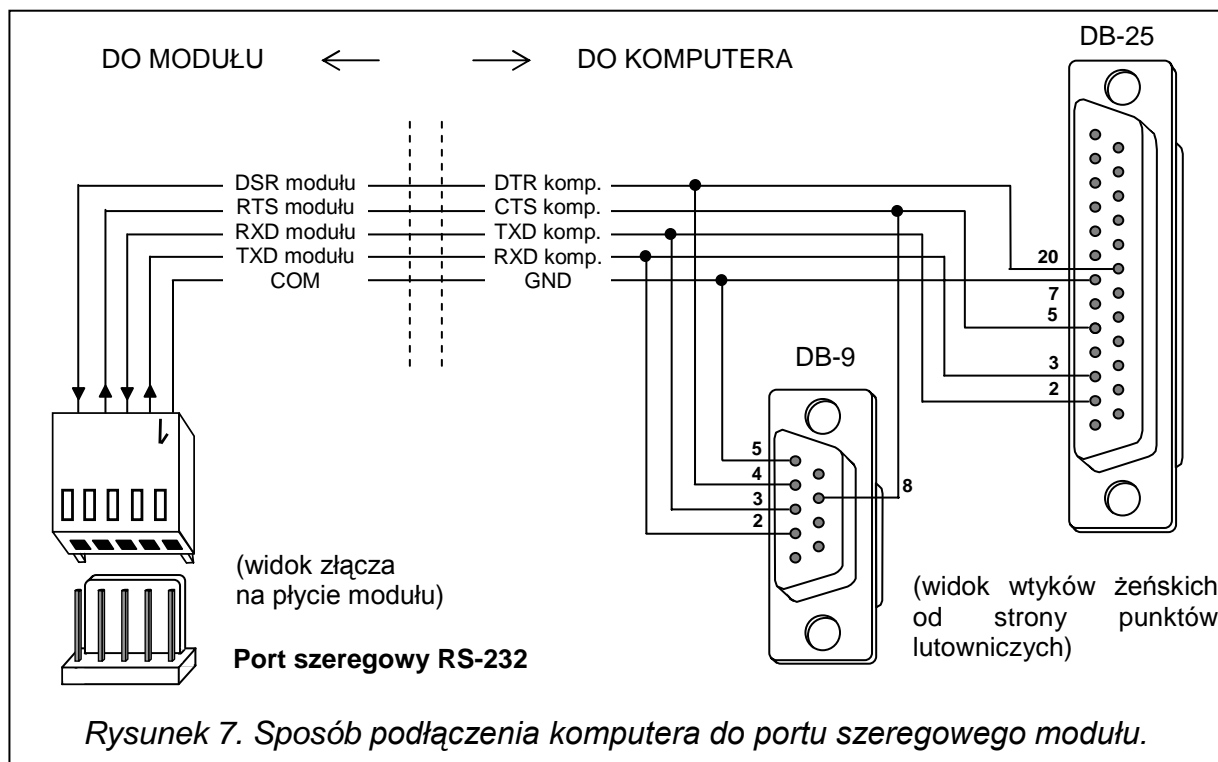 DB-25
DO MODUŁU
DO KOMPUTERA
DSR modułu
DTR komp.
RTS modułu
CTS komp.
RXD modułu
TXD komp.
TXD modułu
RXD komp.
COM
GND
20
7
5
3
2
DB-9
5
4
8
3
2
(widok złącza
na płycie modułu)
Port szeregowy RS-232
(widok wtyków żeńskich
od strony punktów
lutowniczych)
Rysunek 7. Sposób podłączenia komputera do portu szeregowego modułu.